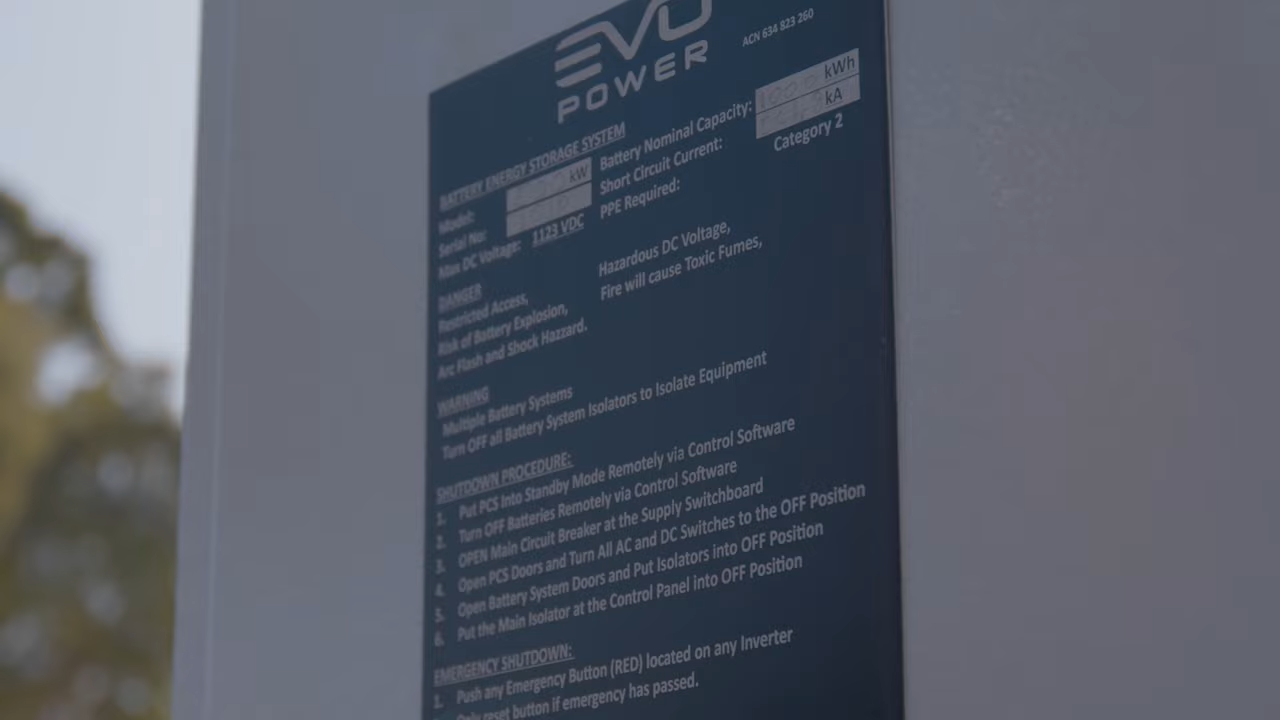 EVO
POWER
ACN 634 823 260
BATTERY ENERGY STORAGE SYSTEM
Model: kW
Serial No:
Max DC Voltage: 1123 VDC
Battery Nominal Capacity: kWh
Short Circuit Current: kA
PPE Required: Category 2
DANGER
Restricted Access,
Risk of Battery Explosion,
Arc Flash and Shock Hazzard.
Hazardous DC Voltage,
Fire will cause Toxic Fumes,
WARNING
Multiple Battery Systems
Turn OFF all Battery System Isolators to Isolate Equipment
SHUTDOWN PROCEDURE:
1. Put PCS Into Standby Mode Remotely via Control Software
2. Turn OFF Batteries Remotely via Control Software
3. OPEN Main Circuit Breaker at the Supply Switchboard
4. Open PCS Doors and Turn All AC and DC Switches to the OFF Position
5. Open Battery System Doors and Put Isolators into OFF Position
6. Put the Main Isolator at the Control Panel into OFF Position
EMERGENCY SHUTDOWN:
1. Push any Emergency Button (RED) located on any Inverter
Only reset button if emergency has passed.